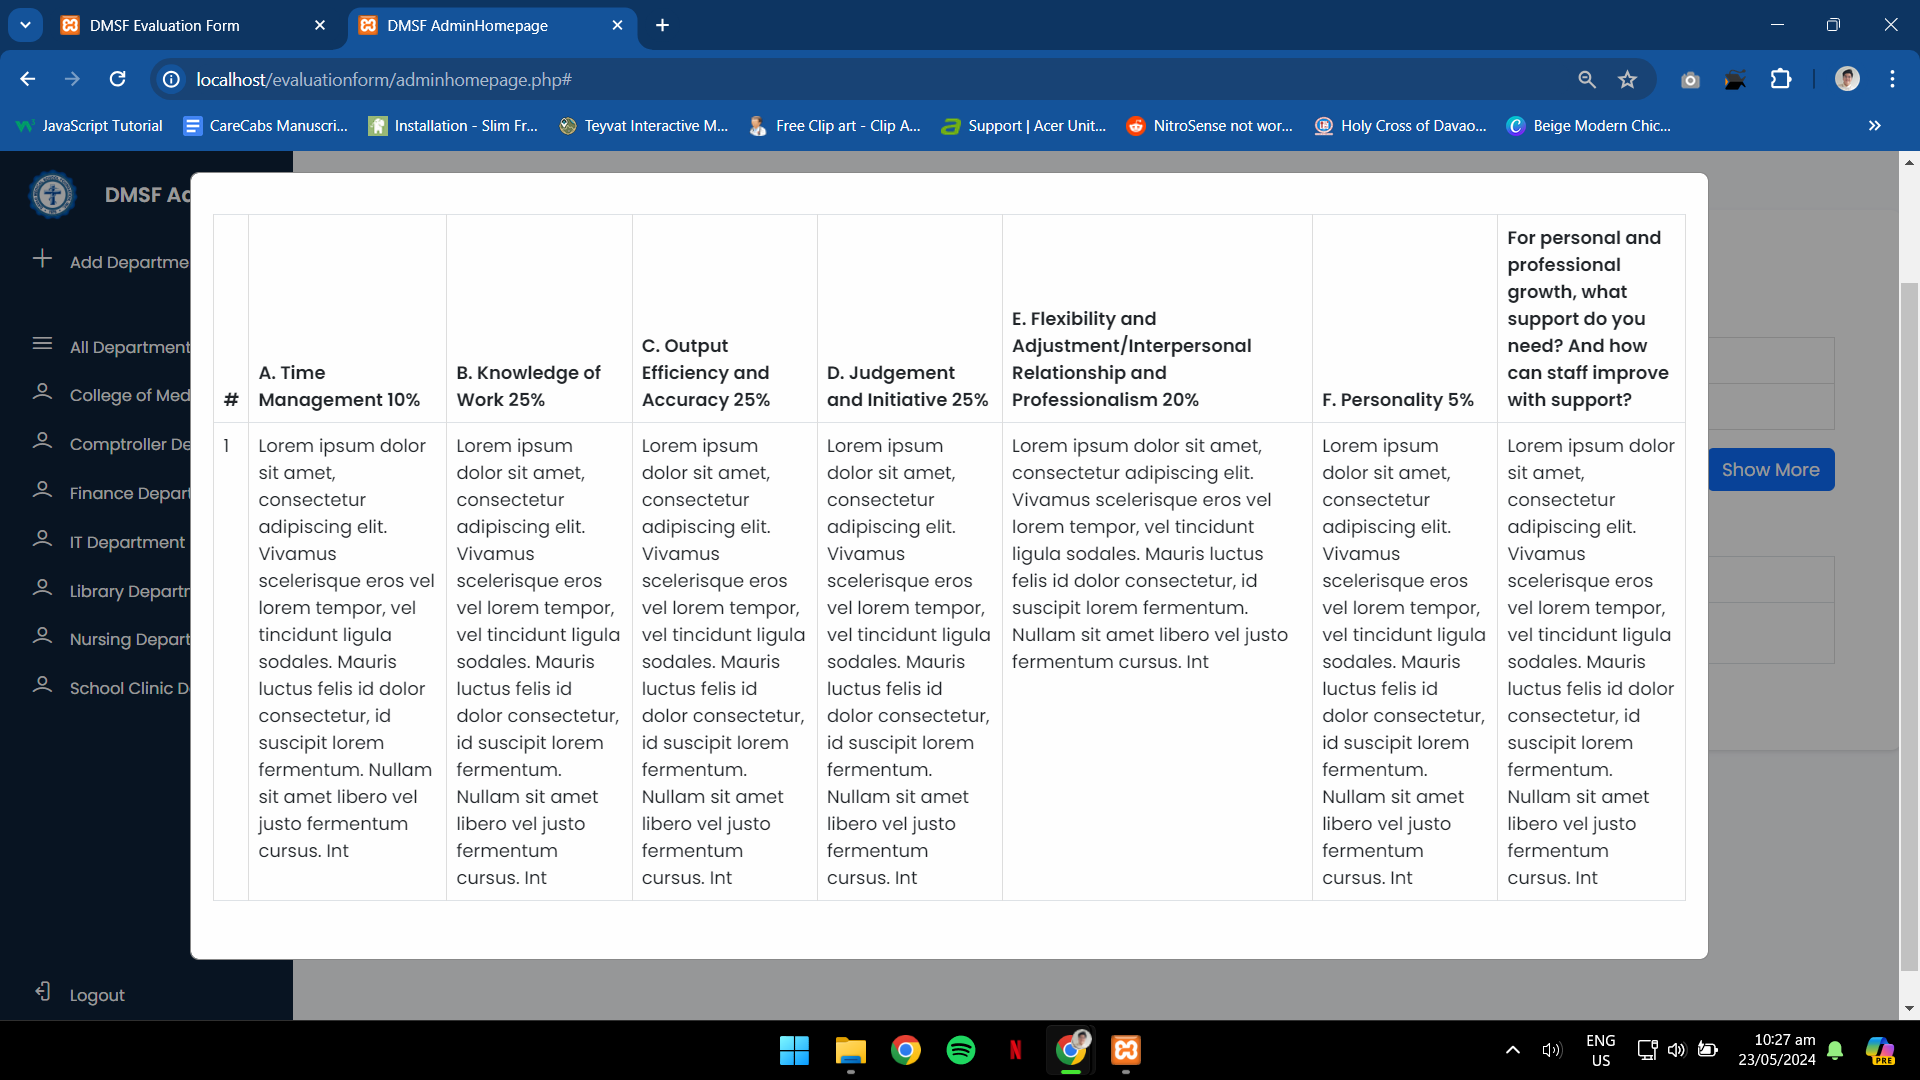 DMSF Evaluation Form
DMSF AdminHomepage
localhost/evaluationform/adminhomepage.php#
JavaScript Tutorial
CareCabs Manuscri...
Installation - Slim Fr...
Teyvat Interactive M...
Free Clip art - Clip A...
Support | Acer Unit...
NitroSense not wor...
Holy Cross of Davao...
Beige Modern Chic...
DMSF Ad
Add Departme
All Department
College of Med
Comptroller De
Finance Depart
IT Department
Library Departr
Nursing Depart
School Clinic D
Logout
#
A. Time
Management 10%
B. Knowledge of
Work 25%
C. Output
Efficiency and
Accuracy 25%
D. Judgement
and Initiative 25%
E. Flexibility and
Adjustment/Interpersonal
Relationship and
Professionalism 20%
F. Personality 5%
For personal and
professional
growth, what
support do you
need? And how
can staff improve
with support?
1
Lorem ipsum dolor
sit amet,
consectetur
adipiscing elit.
Vivamus
scelerisque eros vel
lorem tempor, vel
tincidunt ligula
sodales. Mauris
luctus felis id dolor
consectetur, id
suscipit lorem
fermentum. Nullam
sit amet libero vel
justo fermentum
cursus. Int
Lorem ipsum
dolor sit amet,
consectetur
adipiscing elit.
Vivamus
scelerisque eros
vel lorem tempor,
vel tincidunt ligula
sodales. Mauris
luctus felis id
dolor consectetur,
id suscipit lorem
fermentum.
Nullam sit amet
libero vel justo
fermentum
cursus. Int
Lorem ipsum
dolor sit amet,
consectetur
adipiscing elit.
Vivamus
scelerisque eros
vel lorem tempor,
vel tincidunt ligula
sodales. Mauris
luctus felis id
dolor consectetur,
id suscipit lorem
fermentum.
Nullam sit amet
libero vel justo
fermentum
cursus. Int
Lorem ipsum
dolor sit amet,
consectetur
adipiscing elit.
Vivamus
scelerisque eros
vel lorem tempor,
vel tincidunt ligula
sodales. Mauris
luctus felis id
dolor consectetur,
id suscipit lorem
fermentum.
Nullam sit amet
libero vel justo
fermentum
cursus. Int
Lorem ipsum dolor sit amet,
consectetur adipiscing elit.
Vivamus scelerisque eros vel
lorem tempor, vel tincidunt
ligula sodales. Mauris luctus
felis id dolor consectetur, id
suscipit lorem fermentum.
Nullam sit amet libero vel justo
fermentum cursus. Int
Lorem ipsum
dolor sit amet,
consectetur
adipiscing elit.
Vivamus
scelerisque eros
vel lorem tempor,
vel tincidunt ligula
sodales. Mauris
luctus felis id
dolor consectetur,
id suscipit lorem
fermentum.
Nullam sit amet
libero vel justo
fermentum
cursus. Int
Lorem ipsum dolor
sit amet,
consectetur
adipiscing elit.
Vivamus
scelerisque eros
vel lorem tempor,
vel tincidunt ligula
sodales. Mauris
luctus felis id dolor
consectetur, id
suscipit lorem
fermentum.
Nullam sit amet
libero vel justo
fermentum
cursus. Int
Show More
ENG
US
10:27 am
23/05/2024
PRE